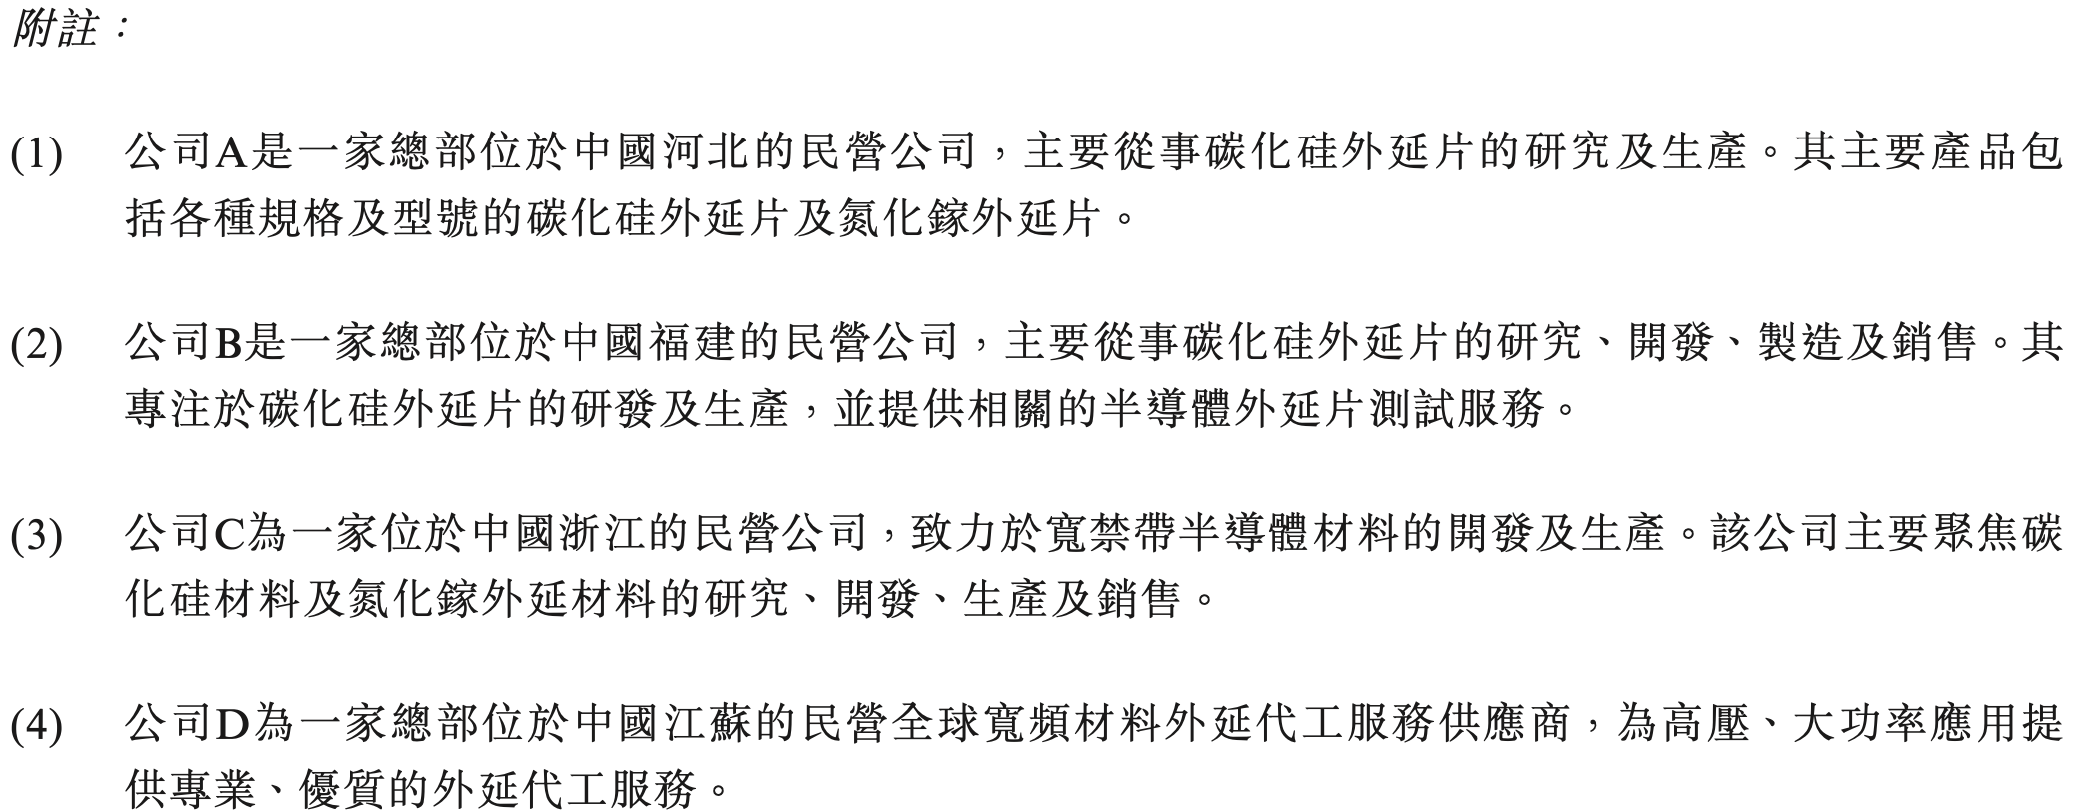 附註：
(1) 公司A是一家總部位於中國河北的民營公司，主要從事碳化硅外延片的研究及生產。其主要產品包
括各種規格及型號的碳化硅外延片及氮化鎵外延片。
(2) 公司B是一家總部位於中國福建的民營公司，主要從事碳化硅外延片的研究、開發、製造及銷售。其
專注於碳化硅外延片的研發及生產，並提供相關的半導體外延片測試服務。
(3) 公司C為一家位於中國浙江的民營公司，致力於寬禁帶半導體材料的開發及生產。該公司主要聚焦碳
化硅材料及氮化鎵外延材料的研究、開發、生產及銷售。
(4) 公司D為一家總部位於中國江蘇的民營全球寬頻材料外延代工服務供應商，為高壓、大功率應用提
供專業、優質的外延代工服務。